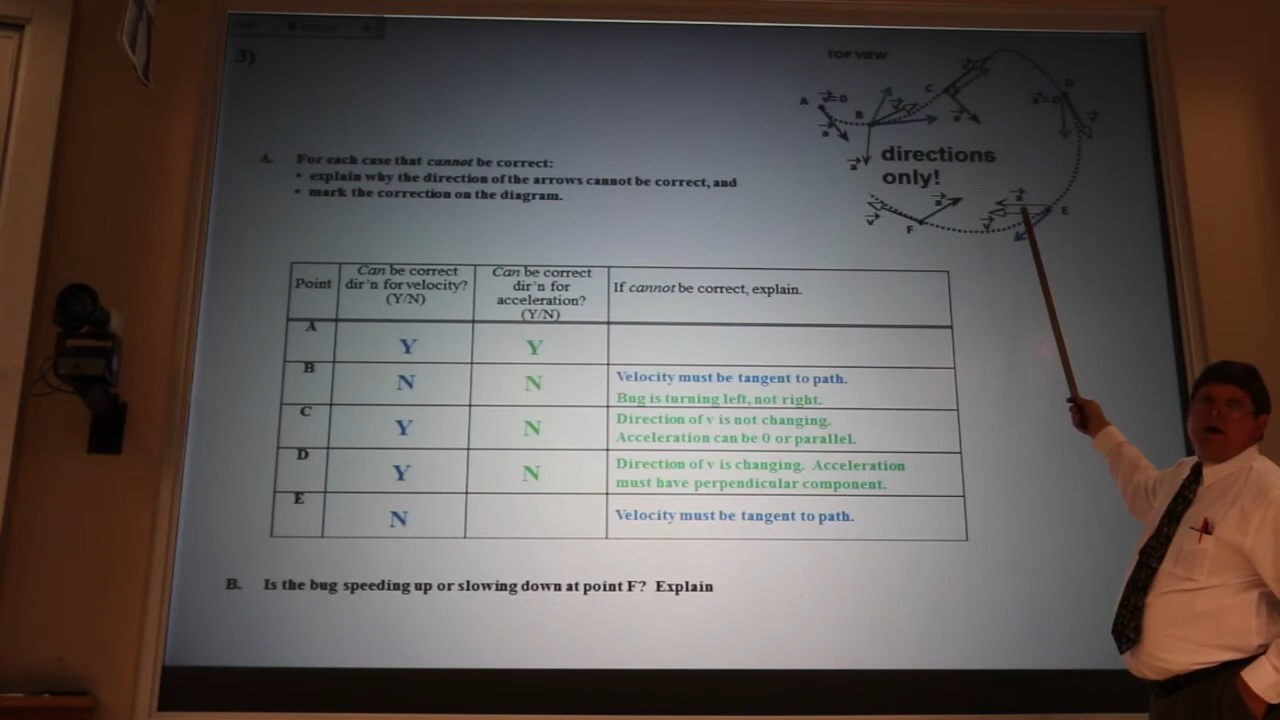 3)
TOP VIEW
A v=0
a
B
v
a
C
v
a
D
a=0
v
directions
only!
a
v
E
a
v
F
A. For each case that cannot be correct:
• explain why the direction of the arrows cannot be correct, and
• mark the correction on the diagram.
Point
Can be correct
dir'n for velocity?
(Y/N)
Can be correct
dir'n for
acceleration?
(Y/N)
If cannot be correct, explain.
A Y Y
B N N
Velocity must be tangent to path.
Bug is turning left, not right.
C Y N
Direction of v is not changing.
Acceleration can be 0 or parallel.
D Y N
Direction of v is changing. Acceleration
must have perpendicular component.
E N
Velocity must be tangent to path.
B. Is the bug speeding up or slowing down at point F? Explain